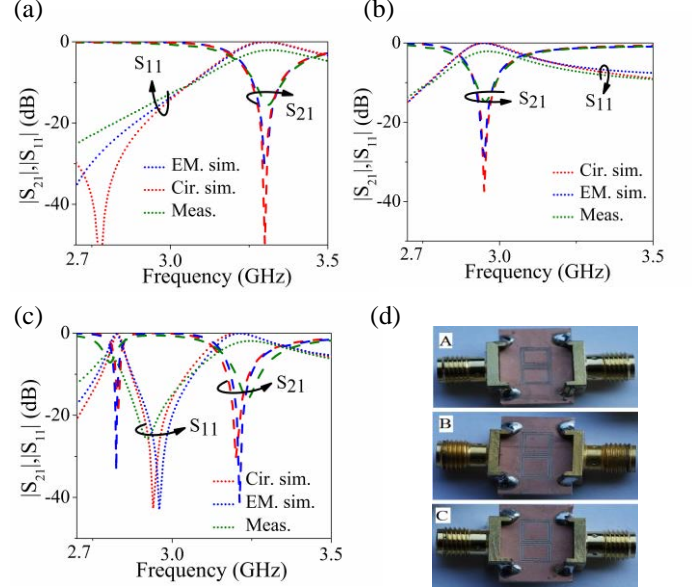 (a)
(b)
|S21|,|S11| (dB)
0
-20
-40
S11
S21
EM. sim.
Cir. sim.
Meas.
2.7
3.0
3.5
Frequency (GHz)
|S21|,|S11| (dB)
0
-20
-40
S21
S11
Cir. sim.
EM. sim.
Meas.
2.7
3.0
3.5
Frequency (GHz)
(c)
(d)
|S21|,|S11| (dB)
0
-20
-40
S21
S11
Cir. sim.
EM. sim.
Meas.
2.7
3.0
3.5
Frequency (GHz)
A
B
C